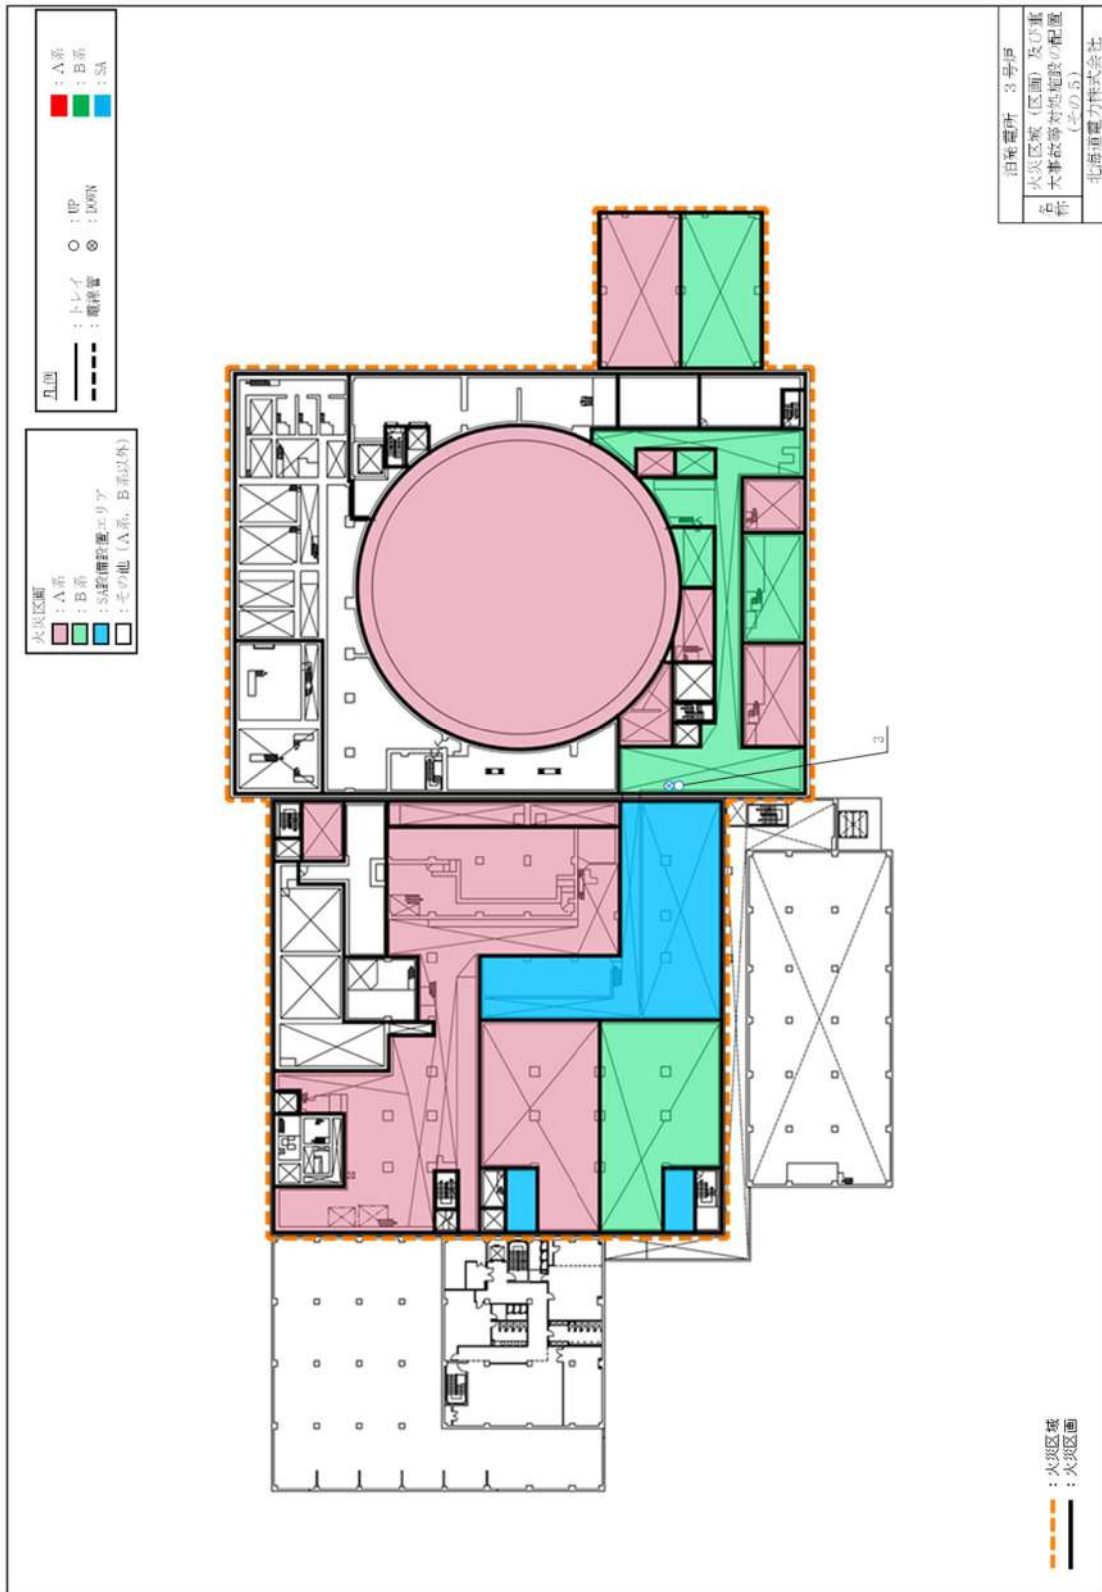 凡例
━━ ：トレイ ○ ：UP ：A系
：電線管 ⊗ ：DOWN ：B系
：SA
火災区画
：A系
：B系
：SA設備設置エリア
：その他（A系，B系以外）
3
：火災区域
：火災区画
泊発電所 3号炉
名称
火災区域（区画）及び重
大事故等対処施設の配置
（その5）
北海道電力株式会社